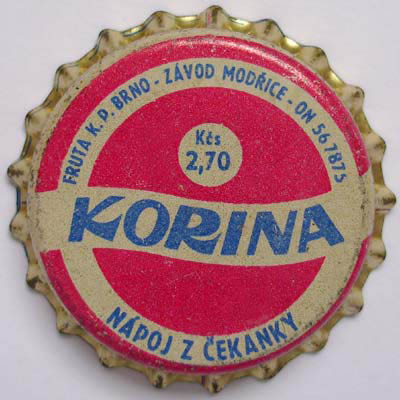 FRUTA K. P. BRNO - ZÁVOD MODŘICE - ON 567875
Kčs
2,70
KORINA
NÁPOJ Z ČEKANKY